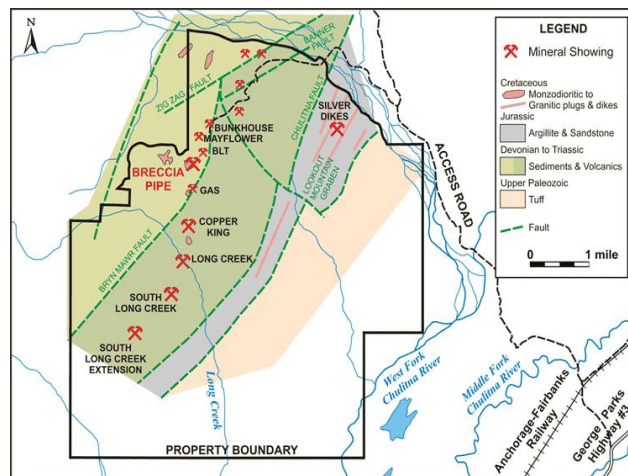 N
BANNER
FAULT
ZIG ZAG FAULT
CHULITNA FAULT
SILVER
DIKES
BUNKHOUSE
MAYFLOWER
BLT
BRECCIA
PIPE
GAS
LOOKOUT
MOUNTAIN
GRABEN
ACCESS ROAD
COPPER
KING
BRYN MAWR FAULT
LONG CREEK
SOUTH
LONG CREEK
SOUTH
LONG CREEK
EXTENSION
Long Creek
West Fork
Chulitna River
Middle Fork
Chulitna River
Anchorage-Fairbanks
Railway
George Parks
Highway #3
PROPERTY BOUNDARY
LEGEND
Mineral Showing
Cretaceous
Monzodioritic to
Granitic plugs & dikes
Jurassic
Argillite & Sandstone
Devonian to Triassic
Sediments & Volcanics
Upper Paleozoic
Tuff
Fault
0 1 mile